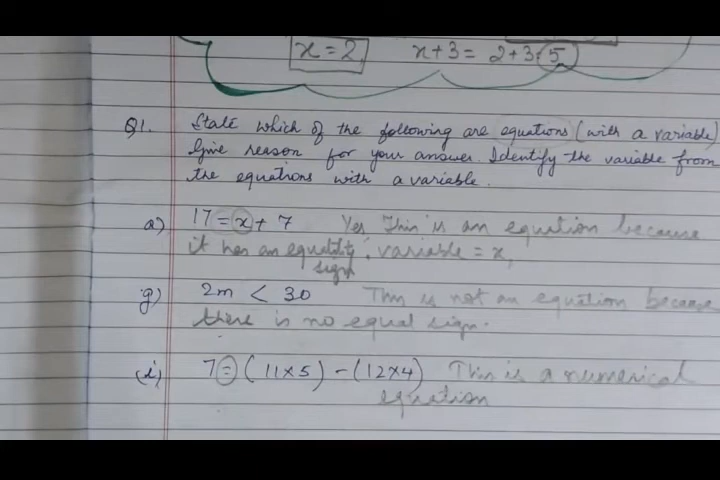 x=2 x+3= 2+3 5
Q1. State which of the following are equations (with a variable)
Give reason for your answer. Identify the variable from
the equations with a variable.
a) 17=x+ 7 Yes This is an equation because
it has an equality . variable = x,
sign
g) 2m < 30 This is not an equation because
there is no equal sign.
(i) 7=(11×5) -(12×4) This is a numerical
equation